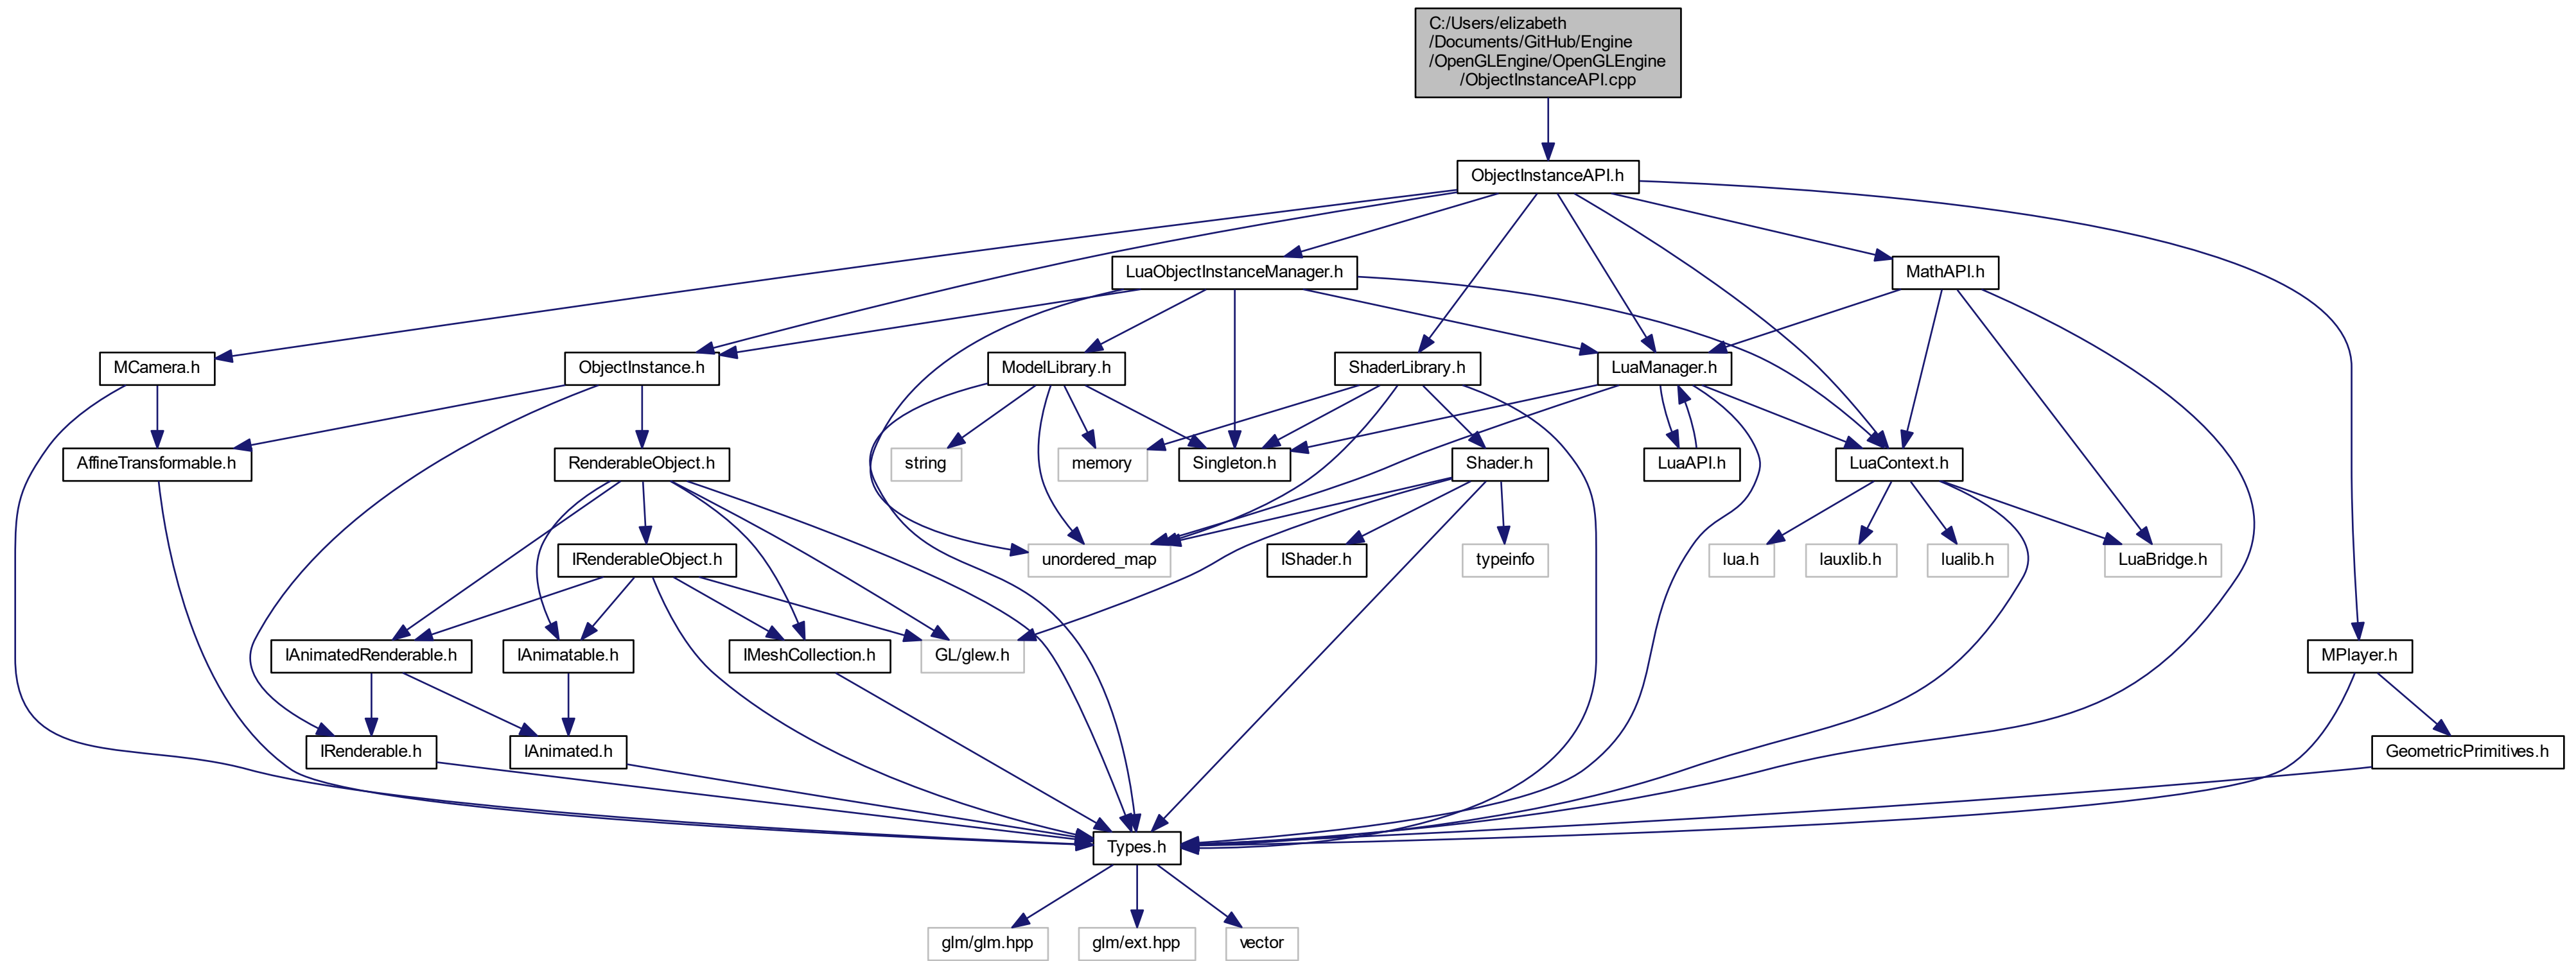 C:/Users/elizabeth
/Documents/GitHub/Engine
/OpenGLEngine/OpenGLEngine
/ObjectInstanceAPI.cpp
ObjectInstanceAPI.h
LuaObjectInstanceManager.h
MathAPI.h
MCamera.h
ObjectInstance.h
ModelLibrary.h
ShaderLibrary.h
LuaManager.h
AffineTransformable.h
RenderableObject.h
string
memory
Singleton.h
Shader.h
LuaAPI.h
LuaContext.h
IRenderableObject.h
unordered_map
IShader.h
typeinfo
lua.h
lauxlib.h
lualib.h
LuaBridge.h
IAnimatedRenderable.h
IAnimatable.h
IMeshCollection.h
GL/glew.h
MPlayer.h
IRenderable.h
IAnimated.h
GeometricPrimitives.h
Types.h
glm/glm.hpp
glm/ext.hpp
vector